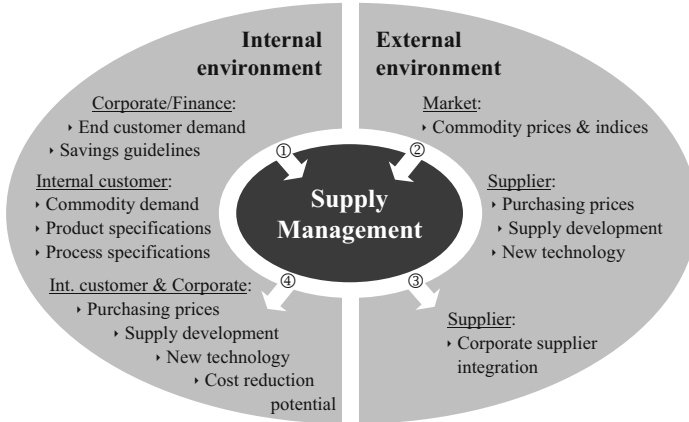 Internal
environment
Corporate/Finance:
‣ End customer demand
‣ Savings guidelines
①
Internal customer:
‣ Commodity demand
‣ Product specifications
‣ Process specifications
Int. customer & Corporate:
④
‣ Purchasing prices
‣ Supply development
‣ New technology
‣ Cost reduction
potential
Supply
Management
External
environment
Market:
‣ Commodity prices & indices
②
Supplier:
‣ Purchasing prices
‣ Supply development
‣ New technology
③
Supplier:
‣ Corporate supplier
integration